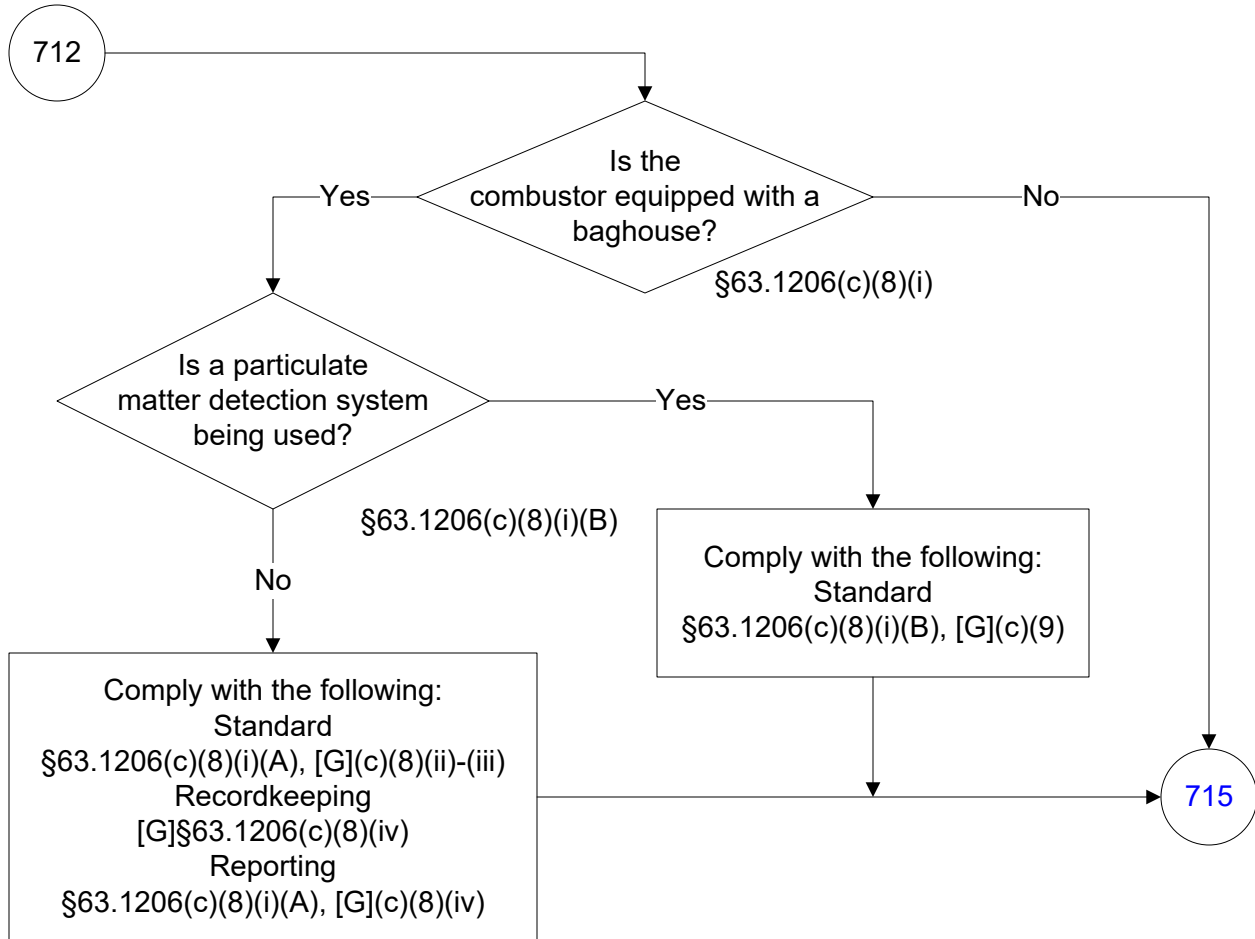 712
Is the
combustor equipped with a
baghouse?
Yes
No
§63.1206(c)(8)(i)
Is a particulate
matter detection system
being used?
Yes
§63.1206(c)(8)(i)(B)
No
Comply with the following:
Standard
§63.1206(c)(8)(i)(B), [G](c)(9)
Comply with the following:
Standard
§63.1206(c)(8)(i)(A), [G](c)(8)(ii)-(iii)
Recordkeeping
[G]§63.1206(c)(8)(iv)
Reporting
§63.1206(c)(8)(i)(A), [G](c)(8)(iv)
715